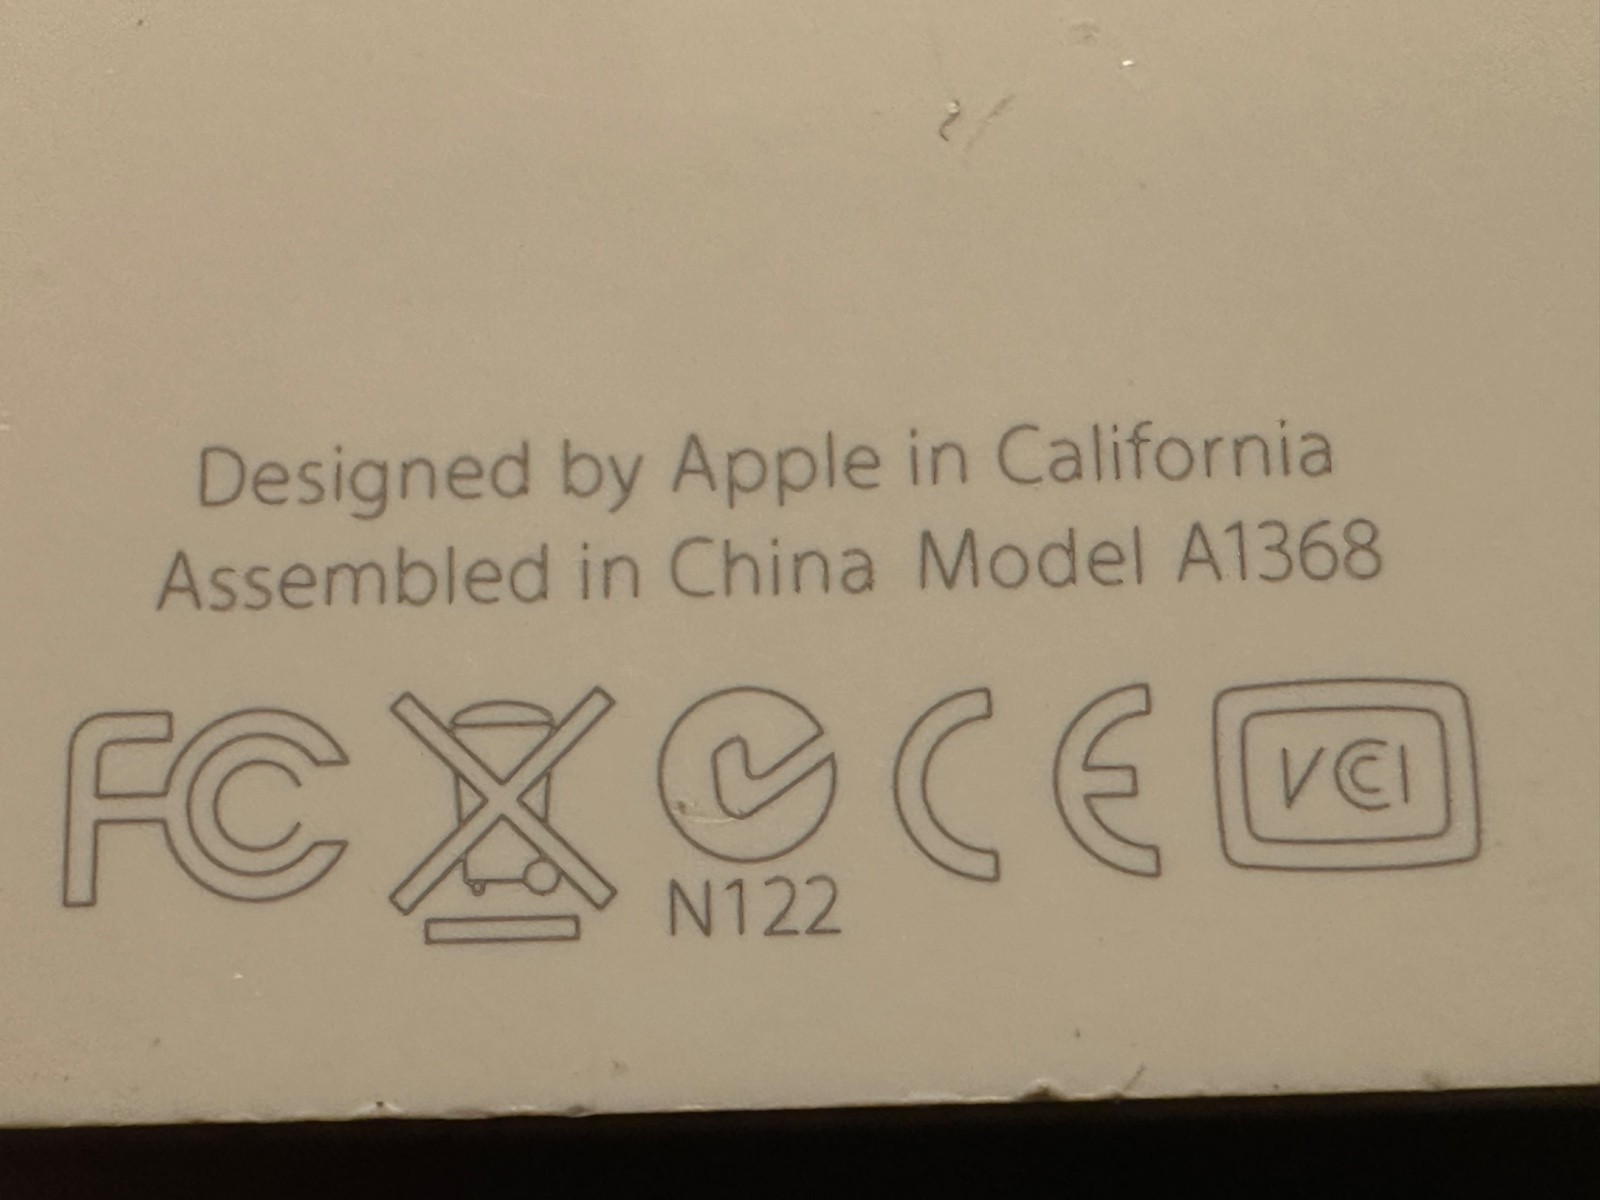 Designed by Apple in California
Assembled in China Model A1368
FC CE VCI
N122